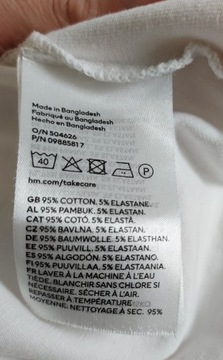 Made in Bangladesh
Fabriqué au Bangladesh
Hecho en Bangladesh
O/N 504626
P/N 09885817
40
P
hm.com/takecare
GB 95% COTTON. 5% ELASTANE.
AL 95% PAMBUK. 5% ELASTAN.
CAT 95% COTÓ. 5% ELASTÀ.
CZ 95% BAVLNA. 5% ELASTAN.
DE 95% BAUMWOLLE. 5% ELASTHAN.
EE 95% PUUVILL. 5% ELASTAAN.
ES 95% ALGODÓN. 5% ELASTANO.
FI 95% PUUVILLAA. 5% ELASTAANIA.
FR LAVER À LA MACHINE À L'EAU
TIÈDE. BLANCHIR SANS CHLORE SI
NÉCESSAIRE. SÉCHER À L'AIR.
REPASSER À TEMPÉRATURE
MOYENNE. NETTOYAGE À SEC. 95%